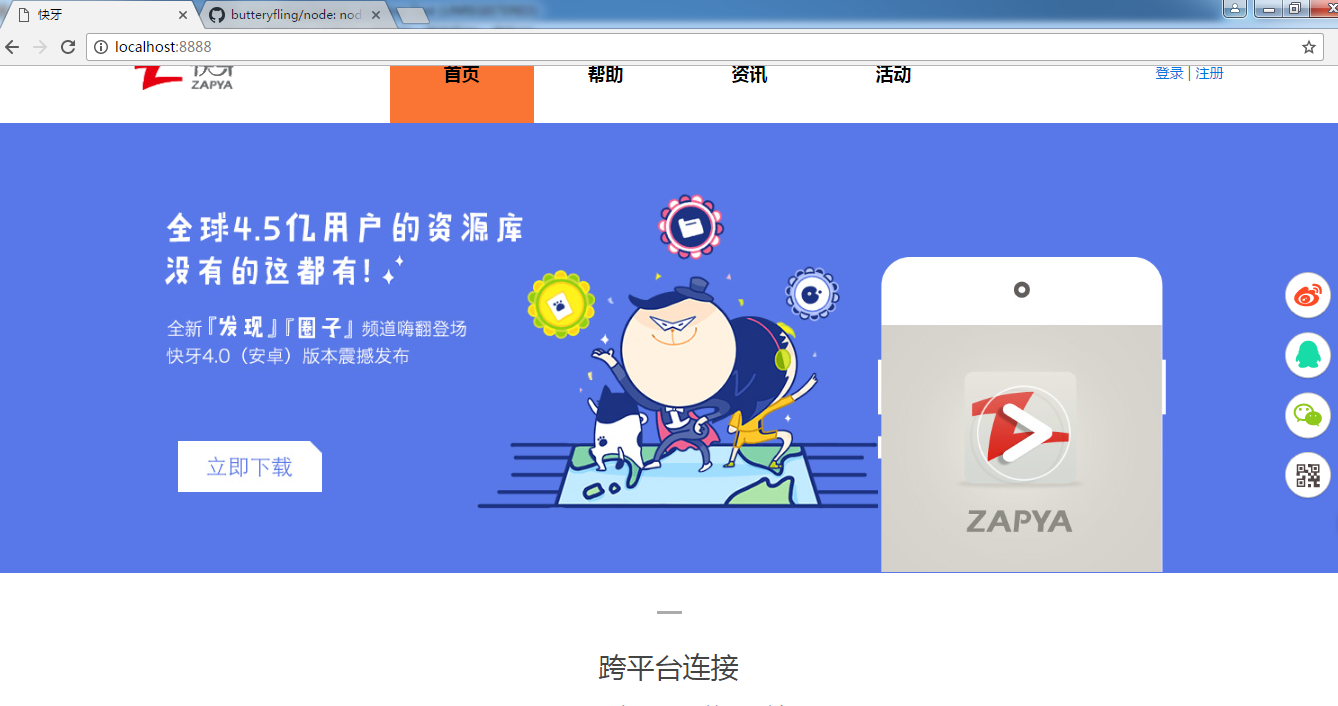 快牙
butteryfling/node: nod
localhost:8888
快牙
ZAPYA
首页
帮助
资讯
活动
登录 | 注册
全球4.5亿用户的资源库
没有的这都有!
全新『发现』『圈子』频道嗨翻登场
快牙4.0（安卓）版本震撼发布
立即下载
ZAPYA
跨平台连接